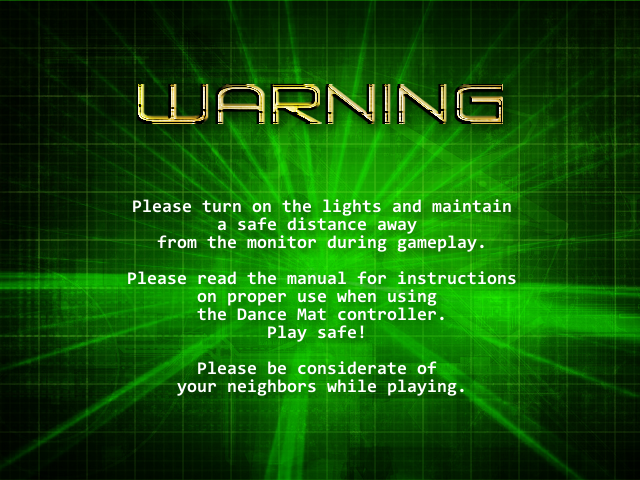 WARNING
Please turn on the lights and maintain
a safe distance away
from the monitor during gameplay.
Please read the manual for instructions
on proper use when using
the Dance Mat controller.
Play safe!
Please be considerate of
your neighbors while playing.